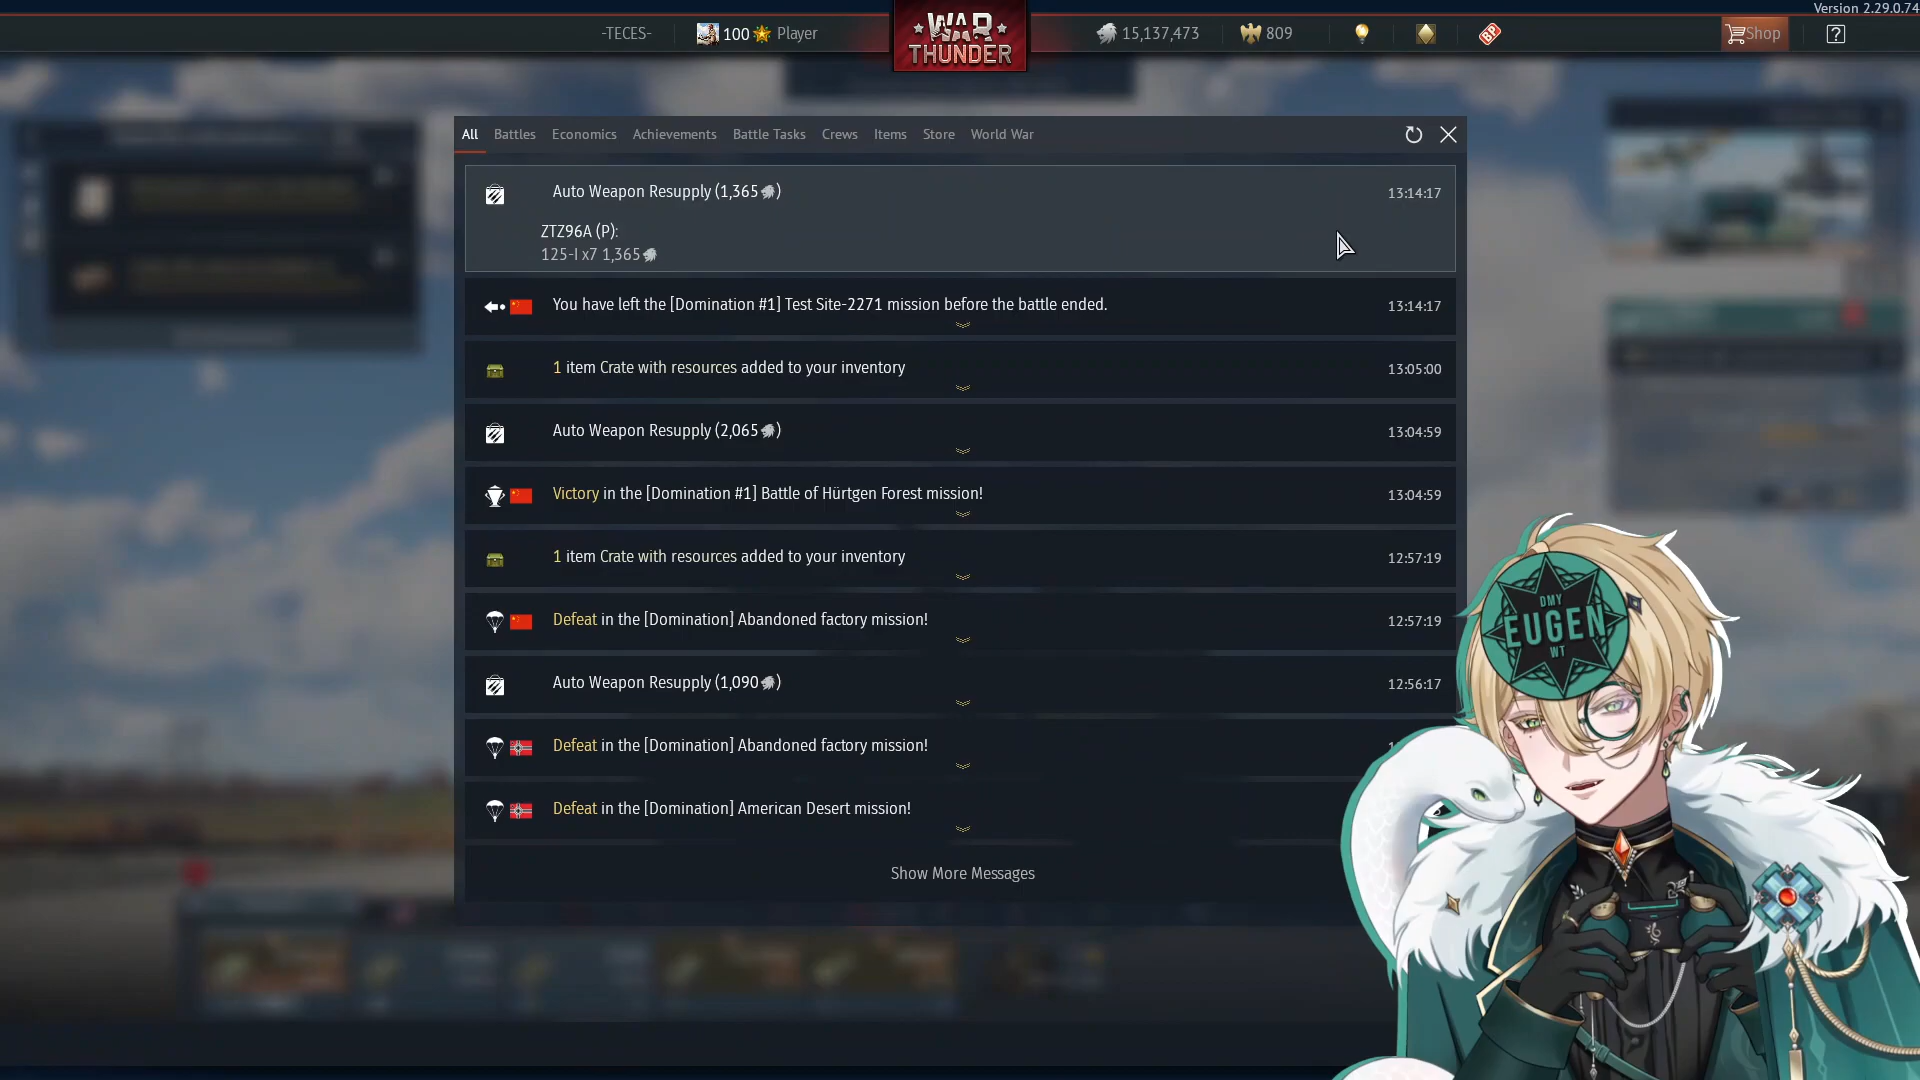 Version 2.29.0.74
-TECES-
100 Player
WAR THUNDER
15,137,473
809
BP
Shop
?
All Battles Economics Achievements Battle Tasks Crews Items Store World War
Auto Weapon Resupply (1,365)
13:14:17
ZTZ96A (P):
125-I x7 1,365
You have left the [Domination #1] Test Site-2271 mission before the battle ended.
13:14:17
1 item Crate with resources added to your inventory
13:05:00
Auto Weapon Resupply (2,065)
13:04:59
Victory in the [Domination #1] Battle of Hürtgen Forest mission!
13:04:59
1 item Crate with resources added to your inventory
12:57:19
Defeat in the [Domination] Abandoned factory mission!
12:57:19
Auto Weapon Resupply (1,090)
12:56:17
Defeat in the [Domination] Abandoned factory mission!
Defeat in the [Domination] American Desert mission!
Show More Messages
DMY
EUGEN
WT